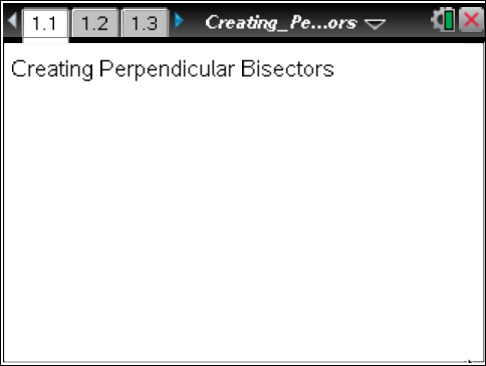 1.1 1.2 1.3 Creating_Pe...ors
Creating Perpendicular Bisectors